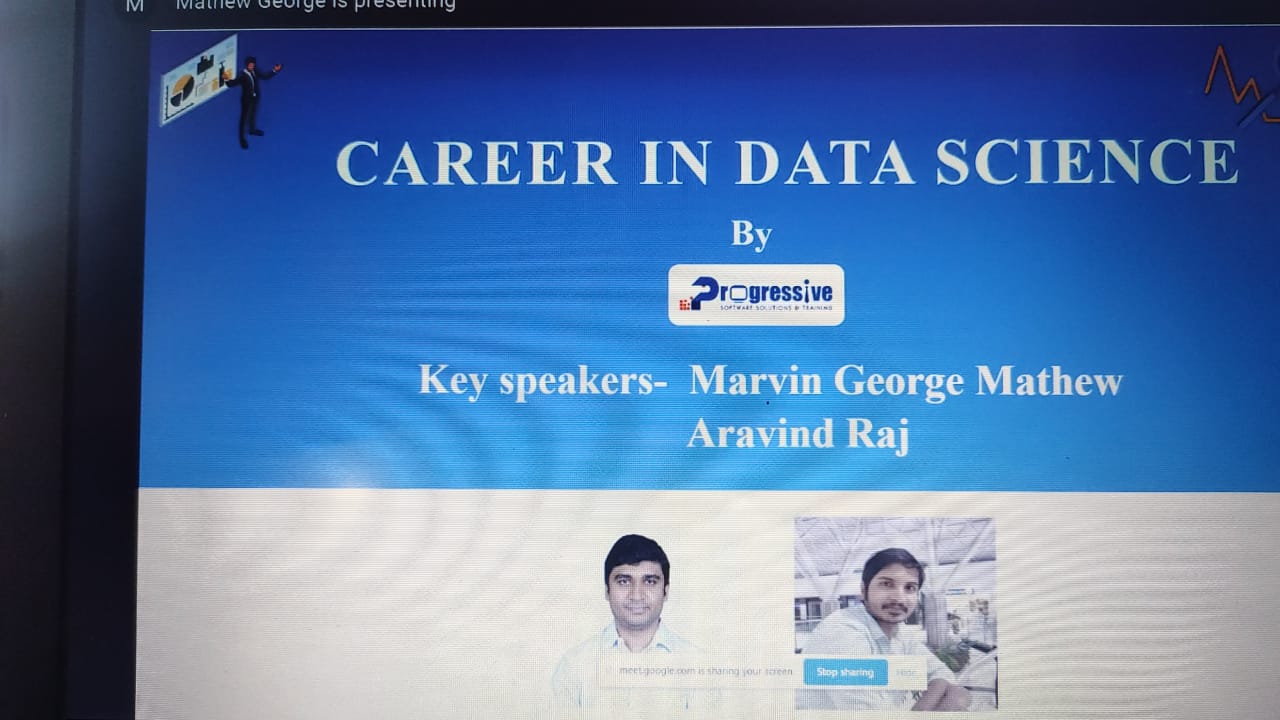 M Mathew George is presenting
CAREER IN DATA SCIENCE
By
Progressive
SOFTWARE SOLUTIONS & TRAINING
Key speakers- Marvin George Mathew
Aravind Raj
meet.google.com is sharing your screen. Stop sharing Hide